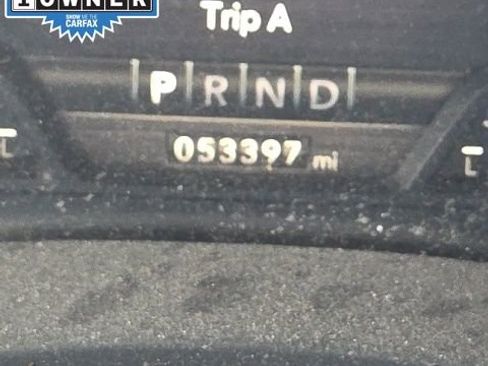 1 OWNER
SHOW ME THE
CARFAX
Trip A
P R N D
053397 mi
L L